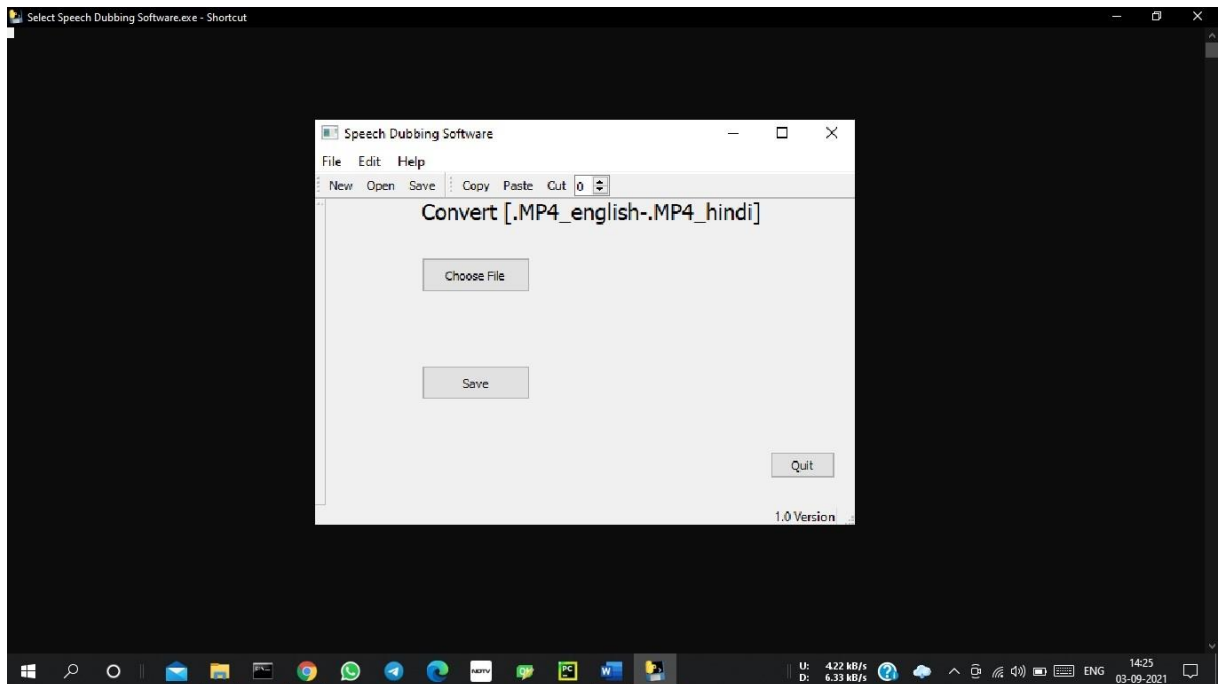 Select Speech Dubbing Software.exe - Shortcut
Speech Dubbing Software
File Edit Help
New Open Save Copy Paste Cut 0
Convert [.MP4_english-.MP4_hindi]
Choose File
Save
Quit
1.0 Version
NDTV PC W U: 4.22 kB/s ENG 14:25
D: 6.33 kB/s 03-09-2021